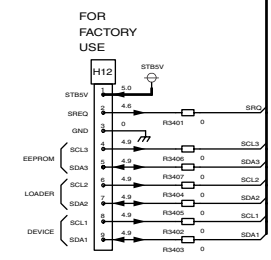 FOR
FACTORY
USE
H12
STB5V
STB5V 1 5.0
SREQ 2 4.6 SRQ
R3401 0
GND 3 0
SCL3 4 4.9 SCL3
R3406 0
EEPROM
SDA3 5 4.9 SDA3
R3407 0
SCL2 6 4.9 SCL2
R3404 0
LOADER
SDA2 7 4.9 SDA2
R3405 0
SCL1 8 4.9 SCL1
R3402 0
DEVICE
SDA1 9 4.9 SDA1
R3403 0